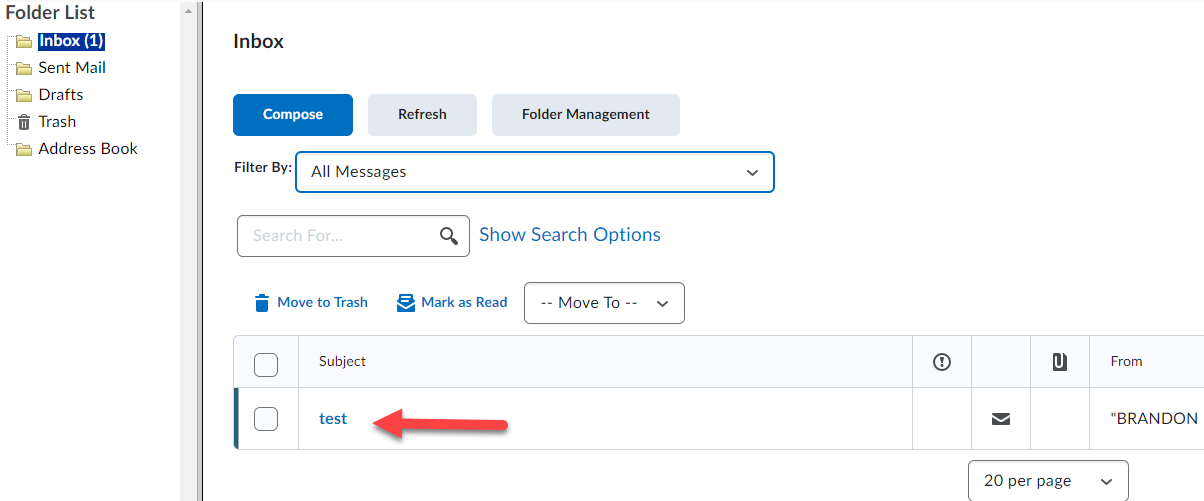 Folder List
Inbox (1)
Sent Mail
Drafts
Trash
Address Book
Inbox
Compose Refresh Folder Management
Filter By: All Messages
Search For... Show Search Options
Move to Trash Mark as Read -- Move To --
Subject From
test "BRANDON
20 per page